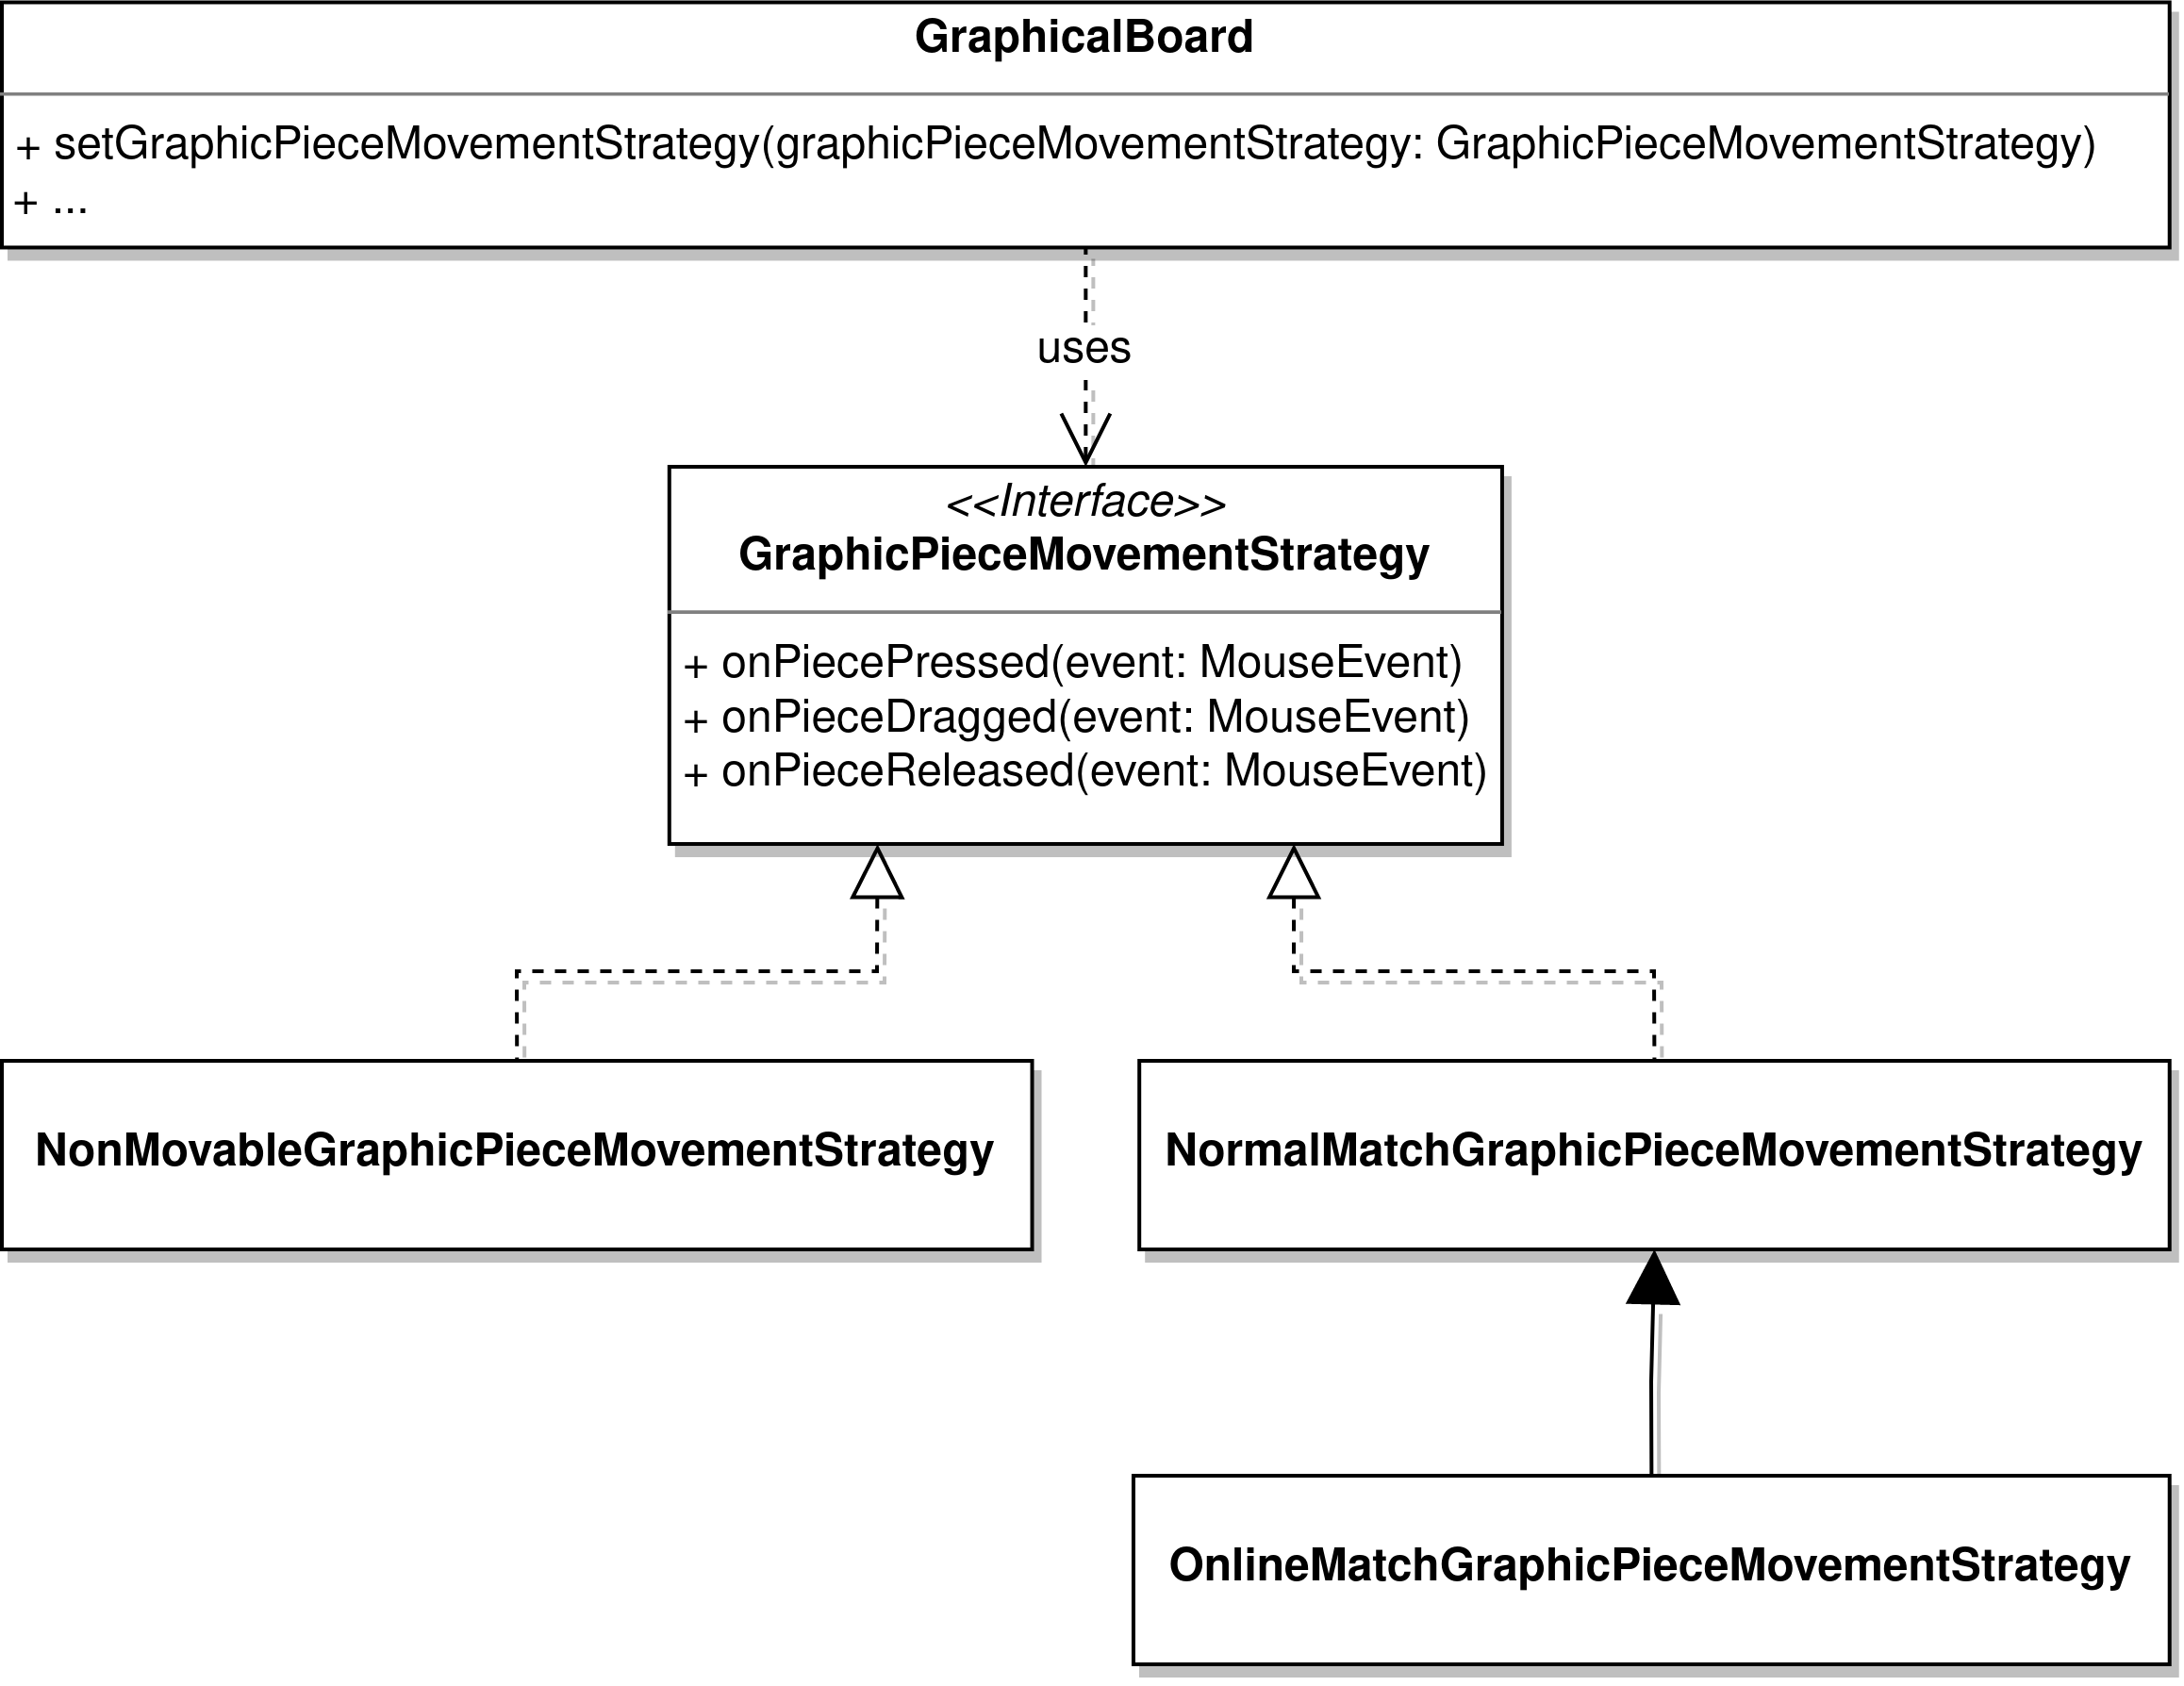 GraphicalBoard
+ setGraphicPieceMovementStrategy(graphicPieceMovementStrategy: GraphicPieceMovementStrategy)
+ ...
uses
<<Interface>>
GraphicPieceMovementStrategy
+ onPiecePressed(event: MouseEvent)
+ onPieceDragged(event: MouseEvent)
+ onPieceReleased(event: MouseEvent)
NonMovableGraphicPieceMovementStrategy
NormalMatchGraphicPieceMovementStrategy
OnlineMatchGraphicPieceMovementStrategy